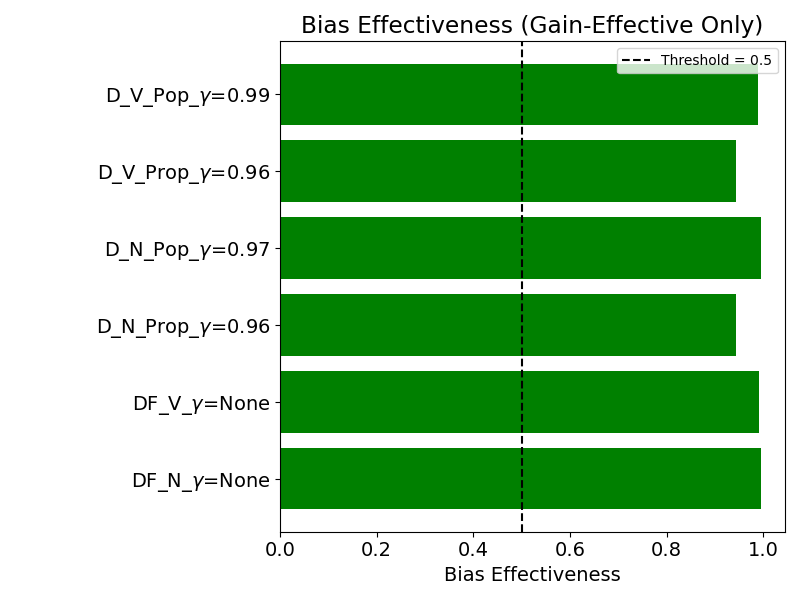 Bias Effectiveness (Gain-Effective Only)
Threshold = 0.5
D_V_Pop_γ=0.99
D_V_Prop_γ=0.96
D_N_Pop_γ=0.97
D_N_Prop_γ=0.96
DF_V_γ=None
DF_N_γ=None
0.0 0.2 0.4 0.6 0.8 1.0
Bias Effectiveness